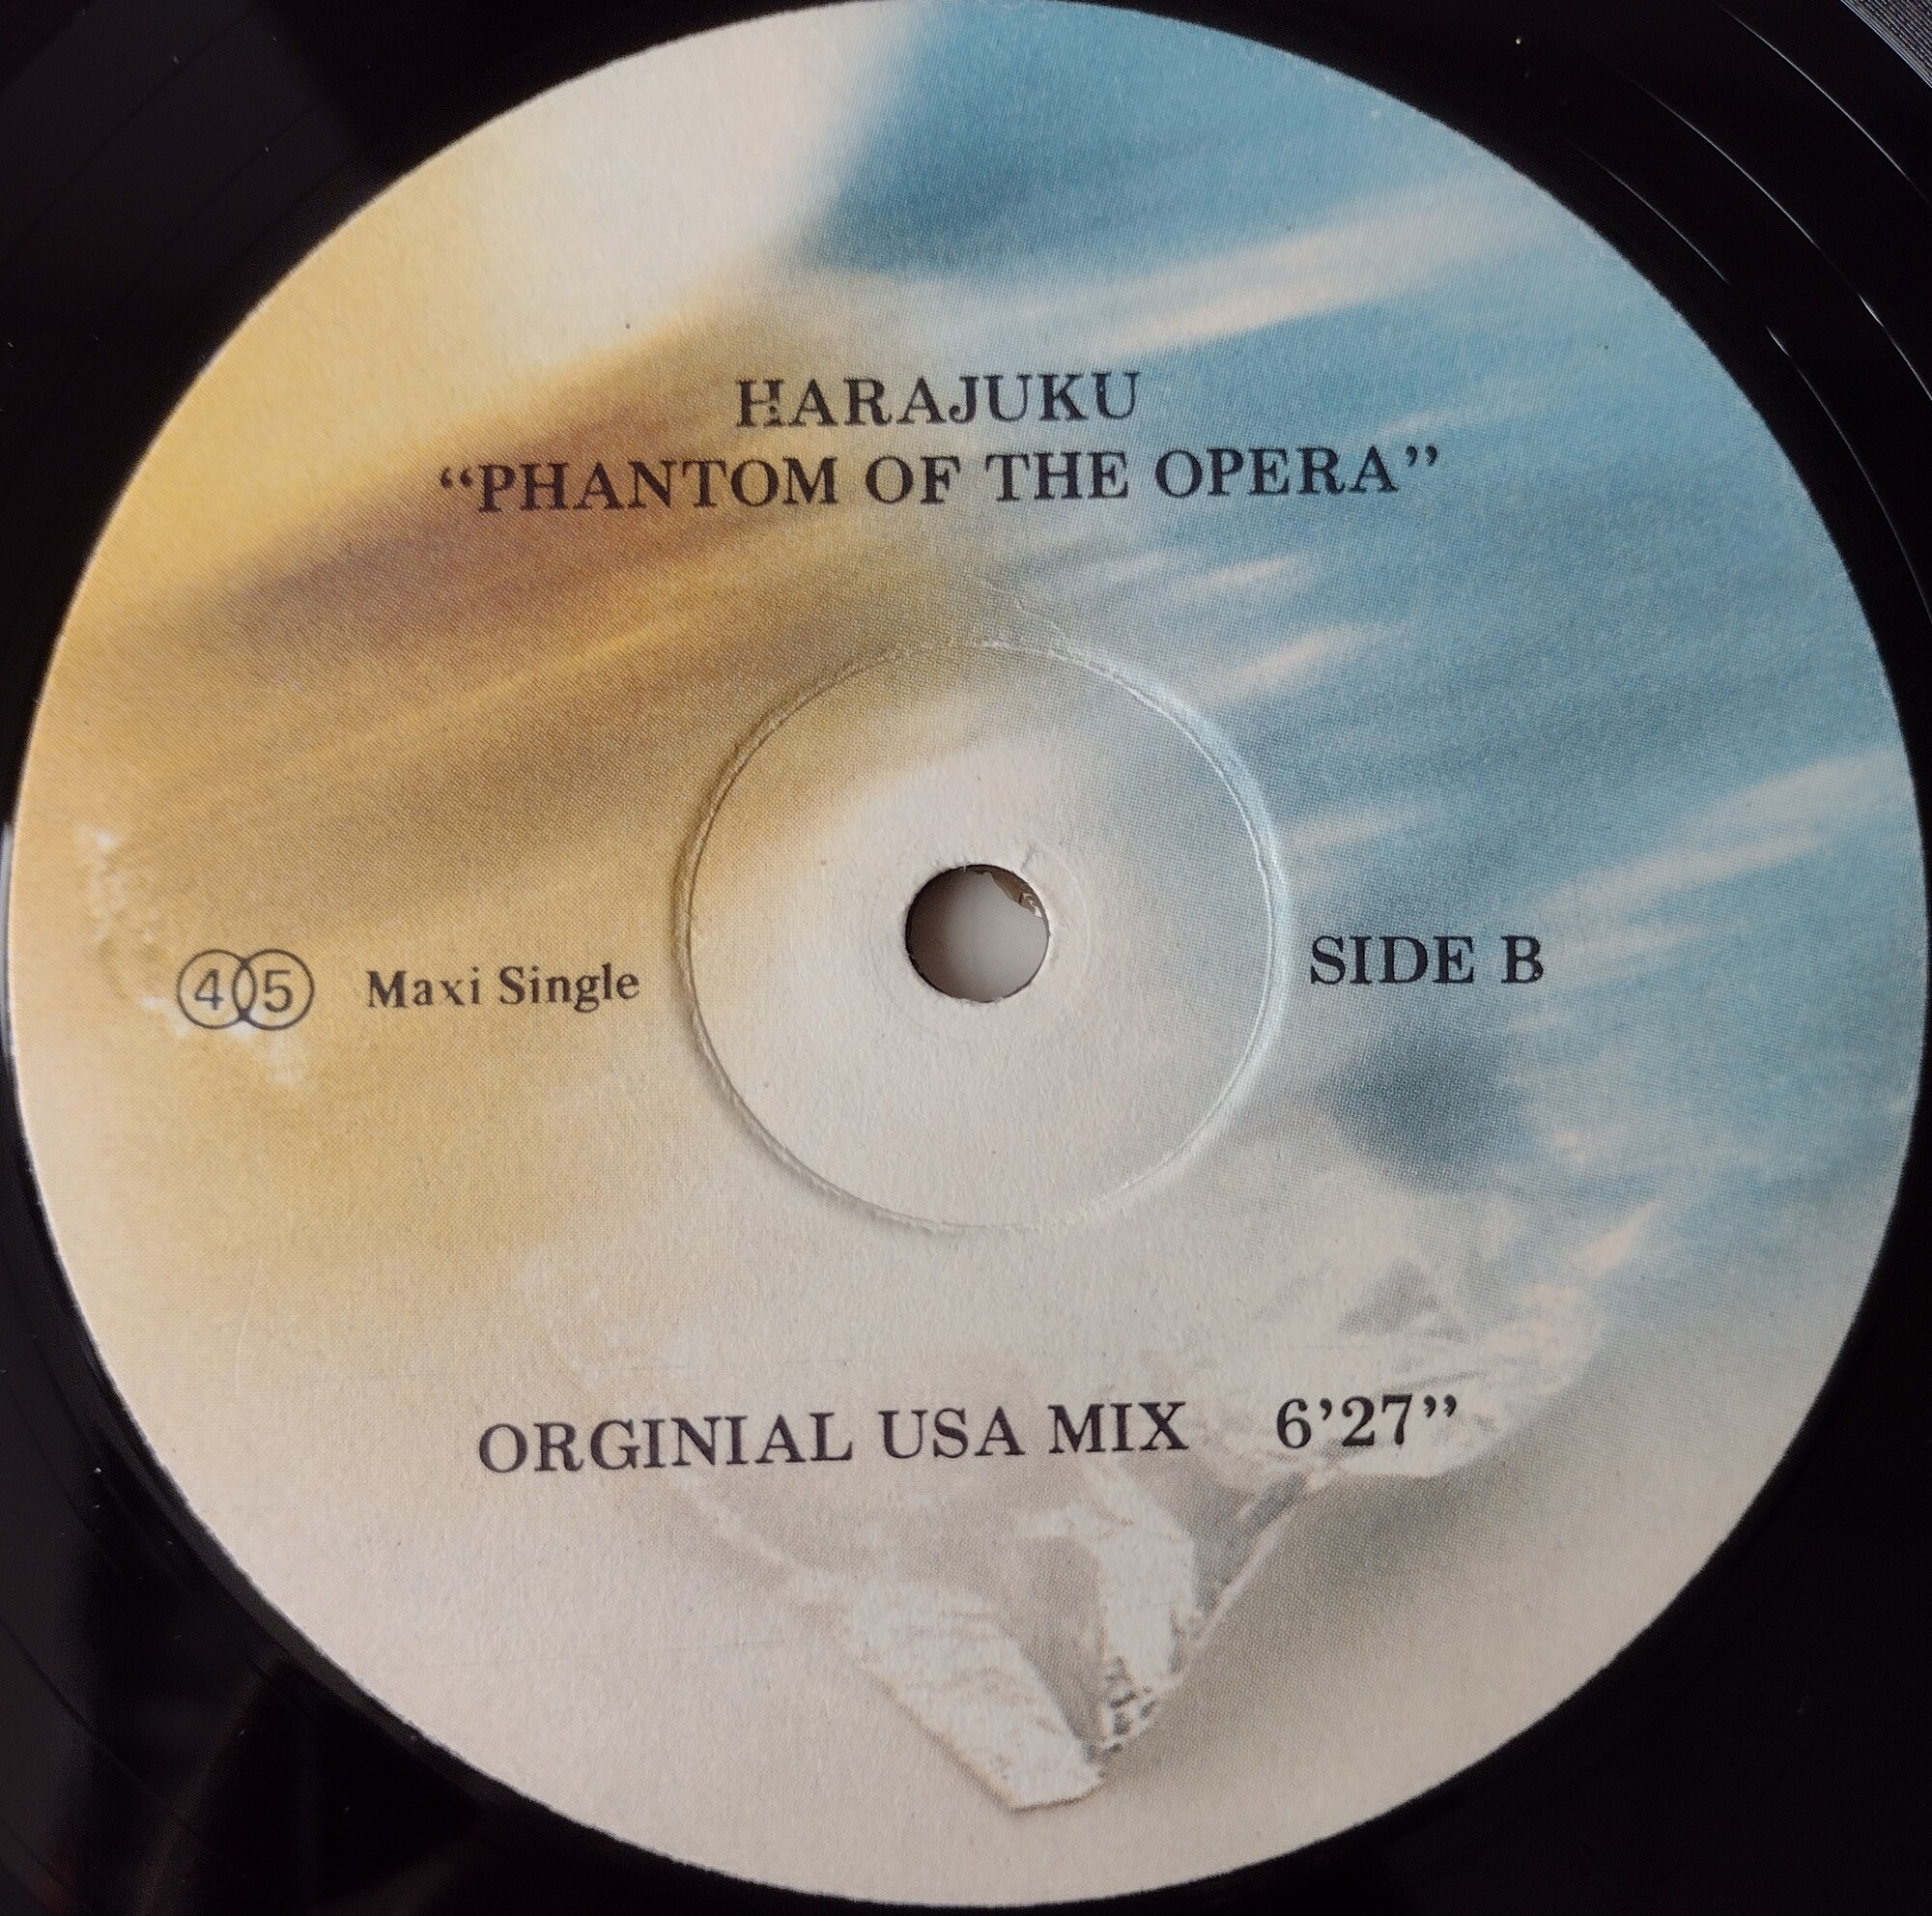 HARAJUKU
“PHANTOM OF THE OPERA”
45 Maxi Single
SIDE B
ORGINIAL USA MIX 6’27”